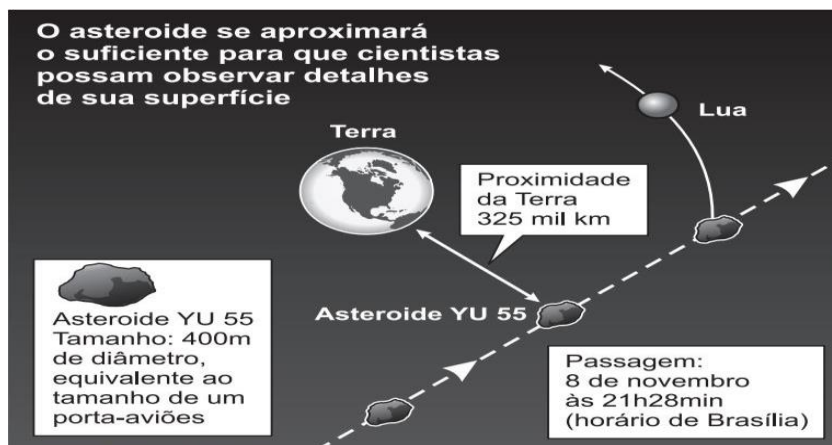 O asteroide se aproximará
o suficiente para que cientistas
possam observar detalhes
de sua superfície
Terra
Lua
Proximidade
da Terra
325 mil km
Asteroide YU 55
Asteroide YU 55
Tamanho: 400m
de diâmetro,
equivalente ao
tamanho de um
porta-aviões
Passagem:
8 de novembro
às 21h28min
(horário de Brasília)